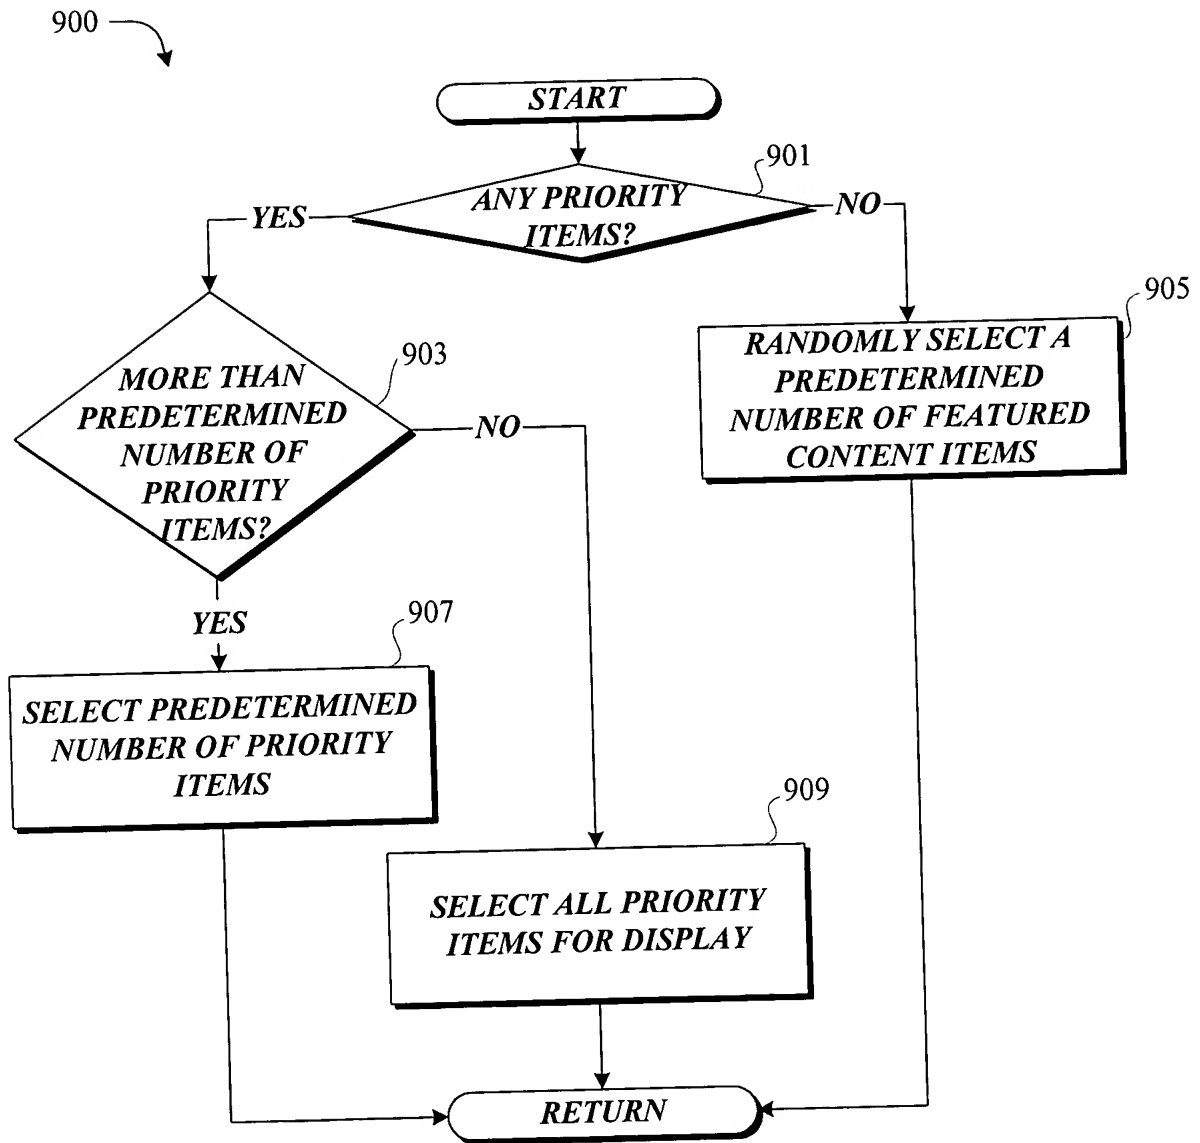 900
START
901
ANY PRIORITY
ITEMS?
YES
NO
903
MORE THAN
PREDETERMINED
NUMBER OF
PRIORITY
ITEMS?
NO
905
RANDOMLY SELECT A
PREDETERMINED
NUMBER OF FEATURED
CONTENT ITEMS
YES
907
SELECT PREDETERMINED
NUMBER OF PRIORITY
ITEMS
909
SELECT ALL PRIORITY
ITEMS FOR DISPLAY
RETURN